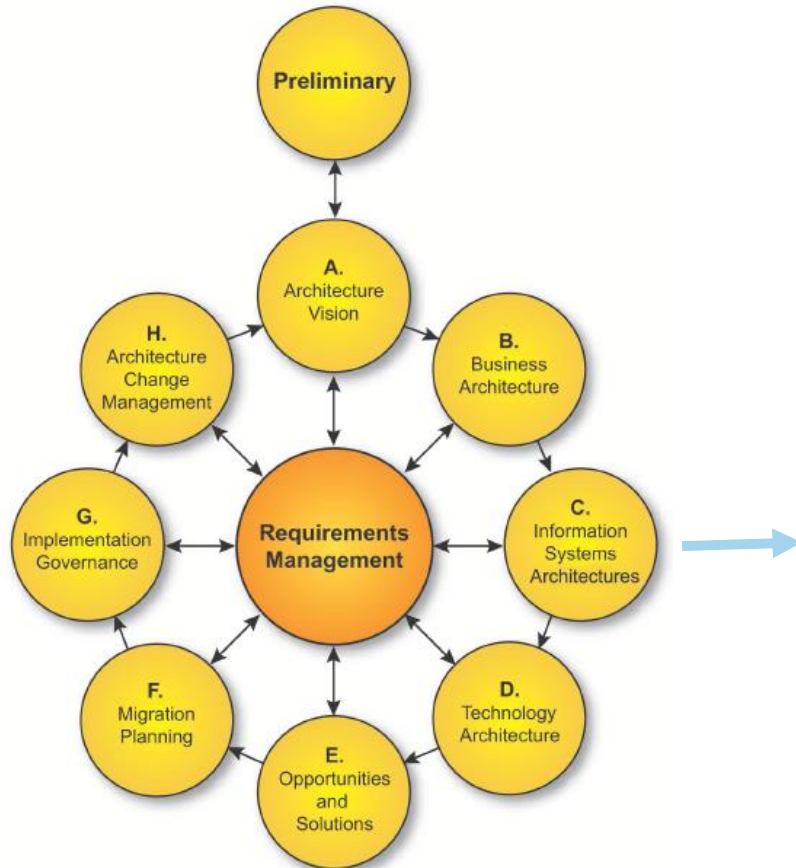 Preliminary
A.
Architecture
Vision
B.
Business
Architecture
C.
Information
Systems
Architectures
D.
Technology
Architecture
E.
Opportunities
and
Solutions
F.
Migration
Planning
G.
Implementation
Governance
H.
Architecture
Change
Management
Requirements
Management